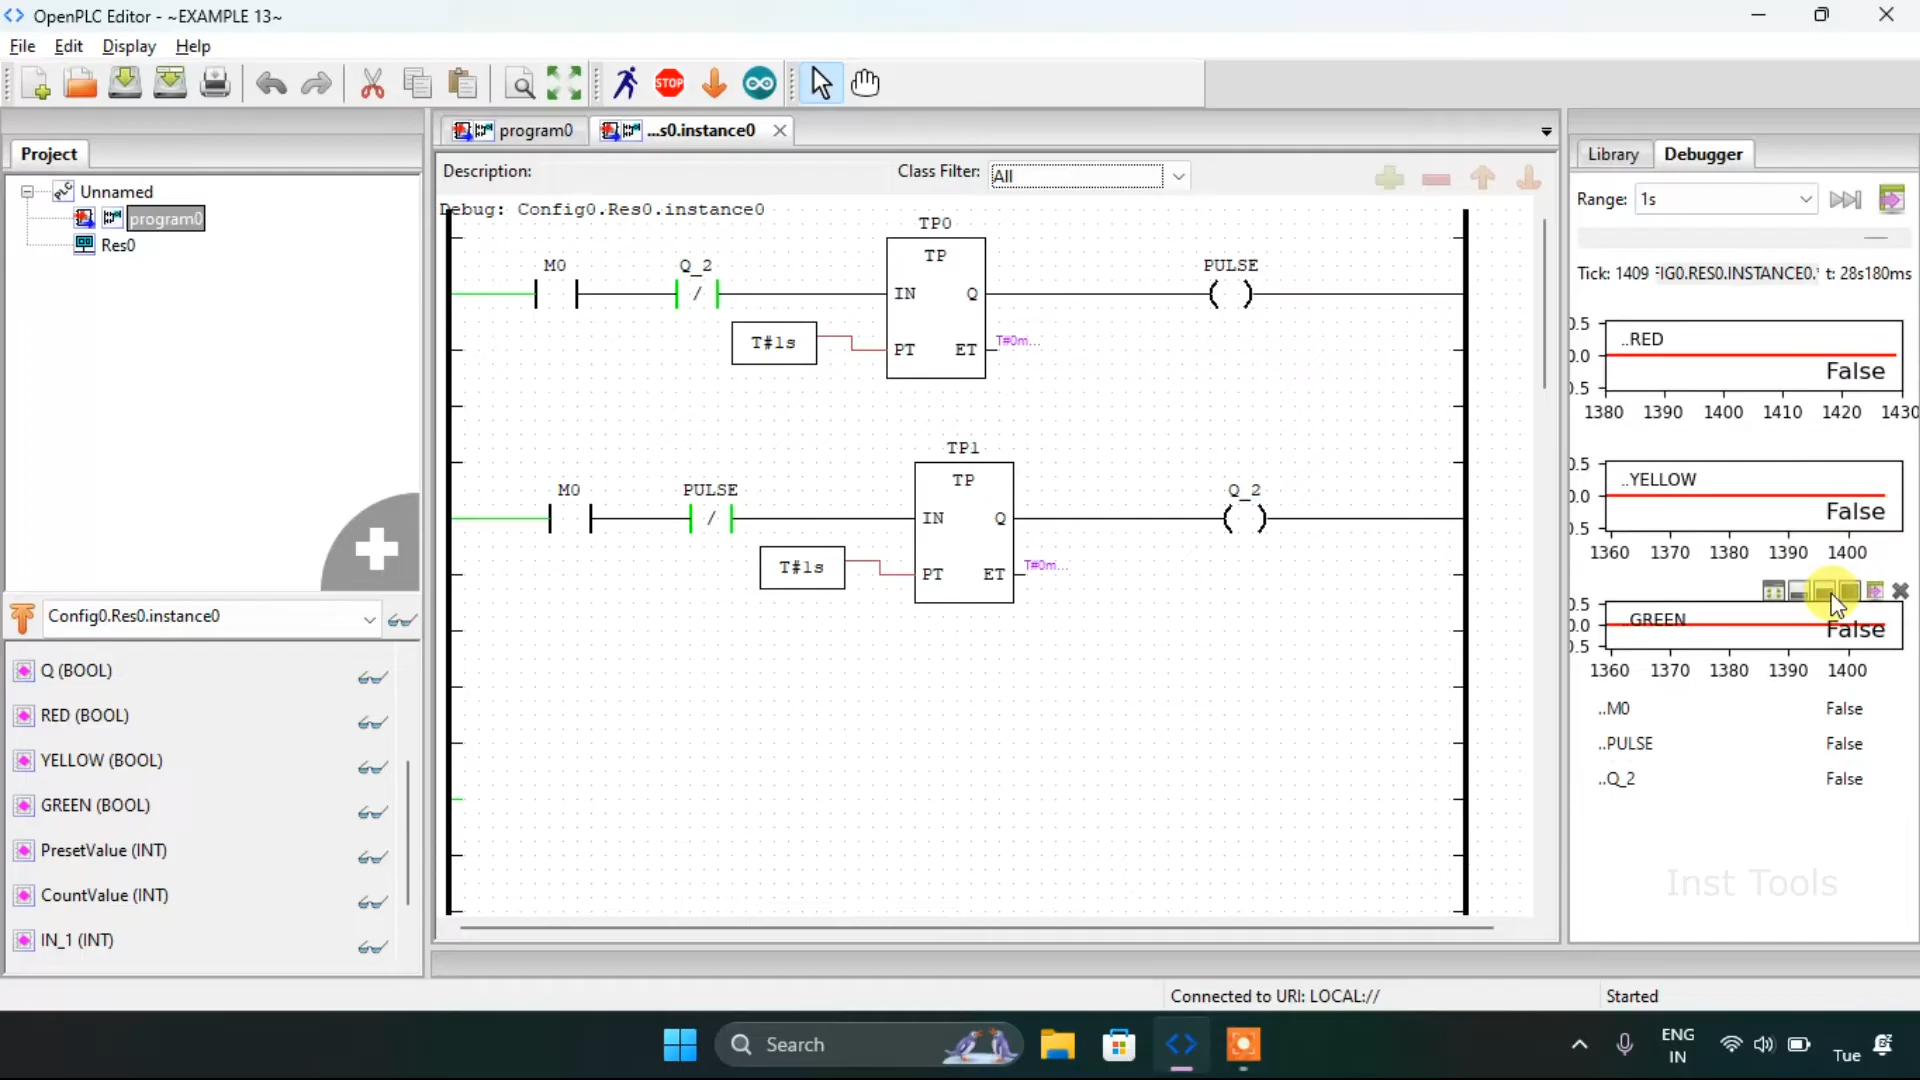 OpenPLC Editor - ~EXAMPLE 13~
File Edit Display Help
STOP
program0 ...s0.instance0
Project
Unnamed
program0
Res0
Description: Class Filter: All
Debug: Config0.Res0.instance0
TP0
M0 Q_2 TP PULSE
IN Q
T#1s PT ET T#0m...
TP1
M0 PULSE TP Q_2
IN Q
T#1s PT ET T#0m...
Config0.Res0.instance0
Q (BOOL)
RED (BOOL)
YELLOW (BOOL)
GREEN (BOOL)
PresetValue (INT)
CountValue (INT)
IN_1 (INT)
Library Debugger
Range: 1s
Tick: 1409 IG0.RES0.INSTANCE0. t: 28s180ms
..RED
False
1380 1390 1400 1410 1420 1430
..YELLOW
False
1360 1370 1380 1390 1400
..GREEN
False
1360 1370 1380 1390 1400
..M0 False
..PULSE False
..Q_2 False
Inst Tools
Connected to URI: LOCAL:// Started
Search
ENG
IN
Tue